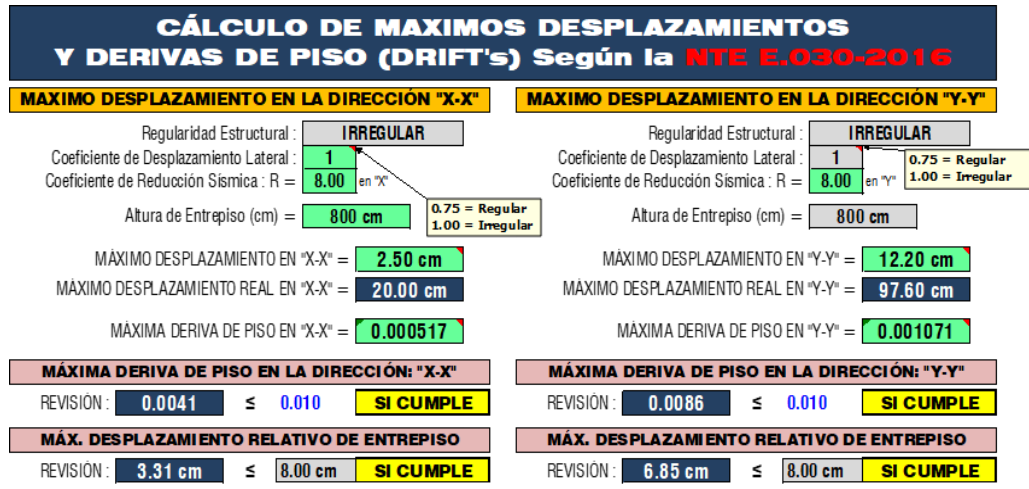 CÁLCULO DE MAXIMOS DESPLAZAMIENTOS
Y DERIVAS DE PISO (DRIFT's) Según la NTE E.030-2016
MAXIMO DESPLAZAMIENTO EN LA DIRECCIÓN "X-X"
Regularidad Estructural : IRREGULAR
Coeficiente de Desplazamiento Lateral : 1
Coeficiente de Reducción Sísmica : R = 8.00 en "X"
0.75 = Regular
1.00 = Irregular
Altura de Entrepiso (cm) = 800 cm
MÁXIMO DESPLAZAMIENTO EN "X-X" = 2.50 cm
MÁXIMO DESPLAZAMIENTO REAL EN "X-X" = 20.00 cm
MÁXIMA DERIVA DE PISO EN "X-X" = 0.000517
MÁXIMA DERIVA DE PISO EN LA DIRECCIÓN: "X-X"
REVISIÓN : 0.0041 ≤ 0.010 SI CUMPLE
MÁX. DESPLAZAMIENTO RELATIVO DE ENTREPISO
REVISIÓN : 3.31 cm ≤ 8.00 cm SI CUMPLE
MAXIMO DESPLAZAMIENTO EN LA DIRECCIÓN "Y-Y"
Regularidad Estructural : IRREGULAR
Coeficiente de Desplazamiento Lateral : 1
Coeficiente de Reducción Sísmica : R = 8.00 en "Y"
0.75 = Regular
1.00 = Irregular
Altura de Entrepiso (cm) = 800 cm
MÁXIMO DESPLAZAMIENTO EN "Y-Y" = 12.20 cm
MÁXIMO DESPLAZAMIENTO REAL EN "Y-Y" = 97.60 cm
MÁXIMA DERIVA DE PISO EN "Y-Y" = 0.001071
MÁXIMA DERIVA DE PISO EN LA DIRECCIÓN: "Y-Y"
REVISIÓN : 0.0086 ≤ 0.010 SI CUMPLE
MÁX. DESPLAZAMIENTO RELATIVO DE ENTREPISO
REVISIÓN : 6.85 cm ≤ 8.00 cm SI CUMPLE